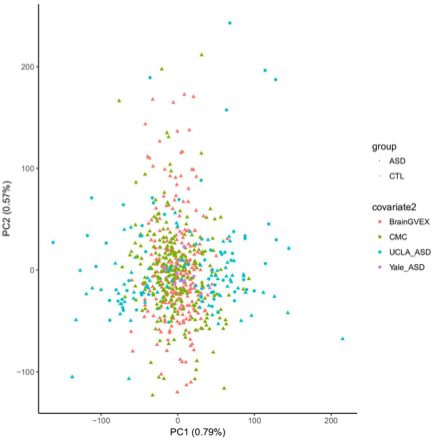 200
100
0
−100
PC2 (0.57%)
−100
0
100
200
PC1 (0.79%)
group
ASD
CTL
covariate2
BrainGVEX
CMC
UCLA_ASD
Yale_ASD